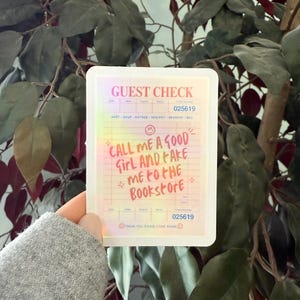 GUEST CHECK
025619
CALL ME A GOOD
GIRL AND TAKE
ME TO THE
BOOKSTORE
025619